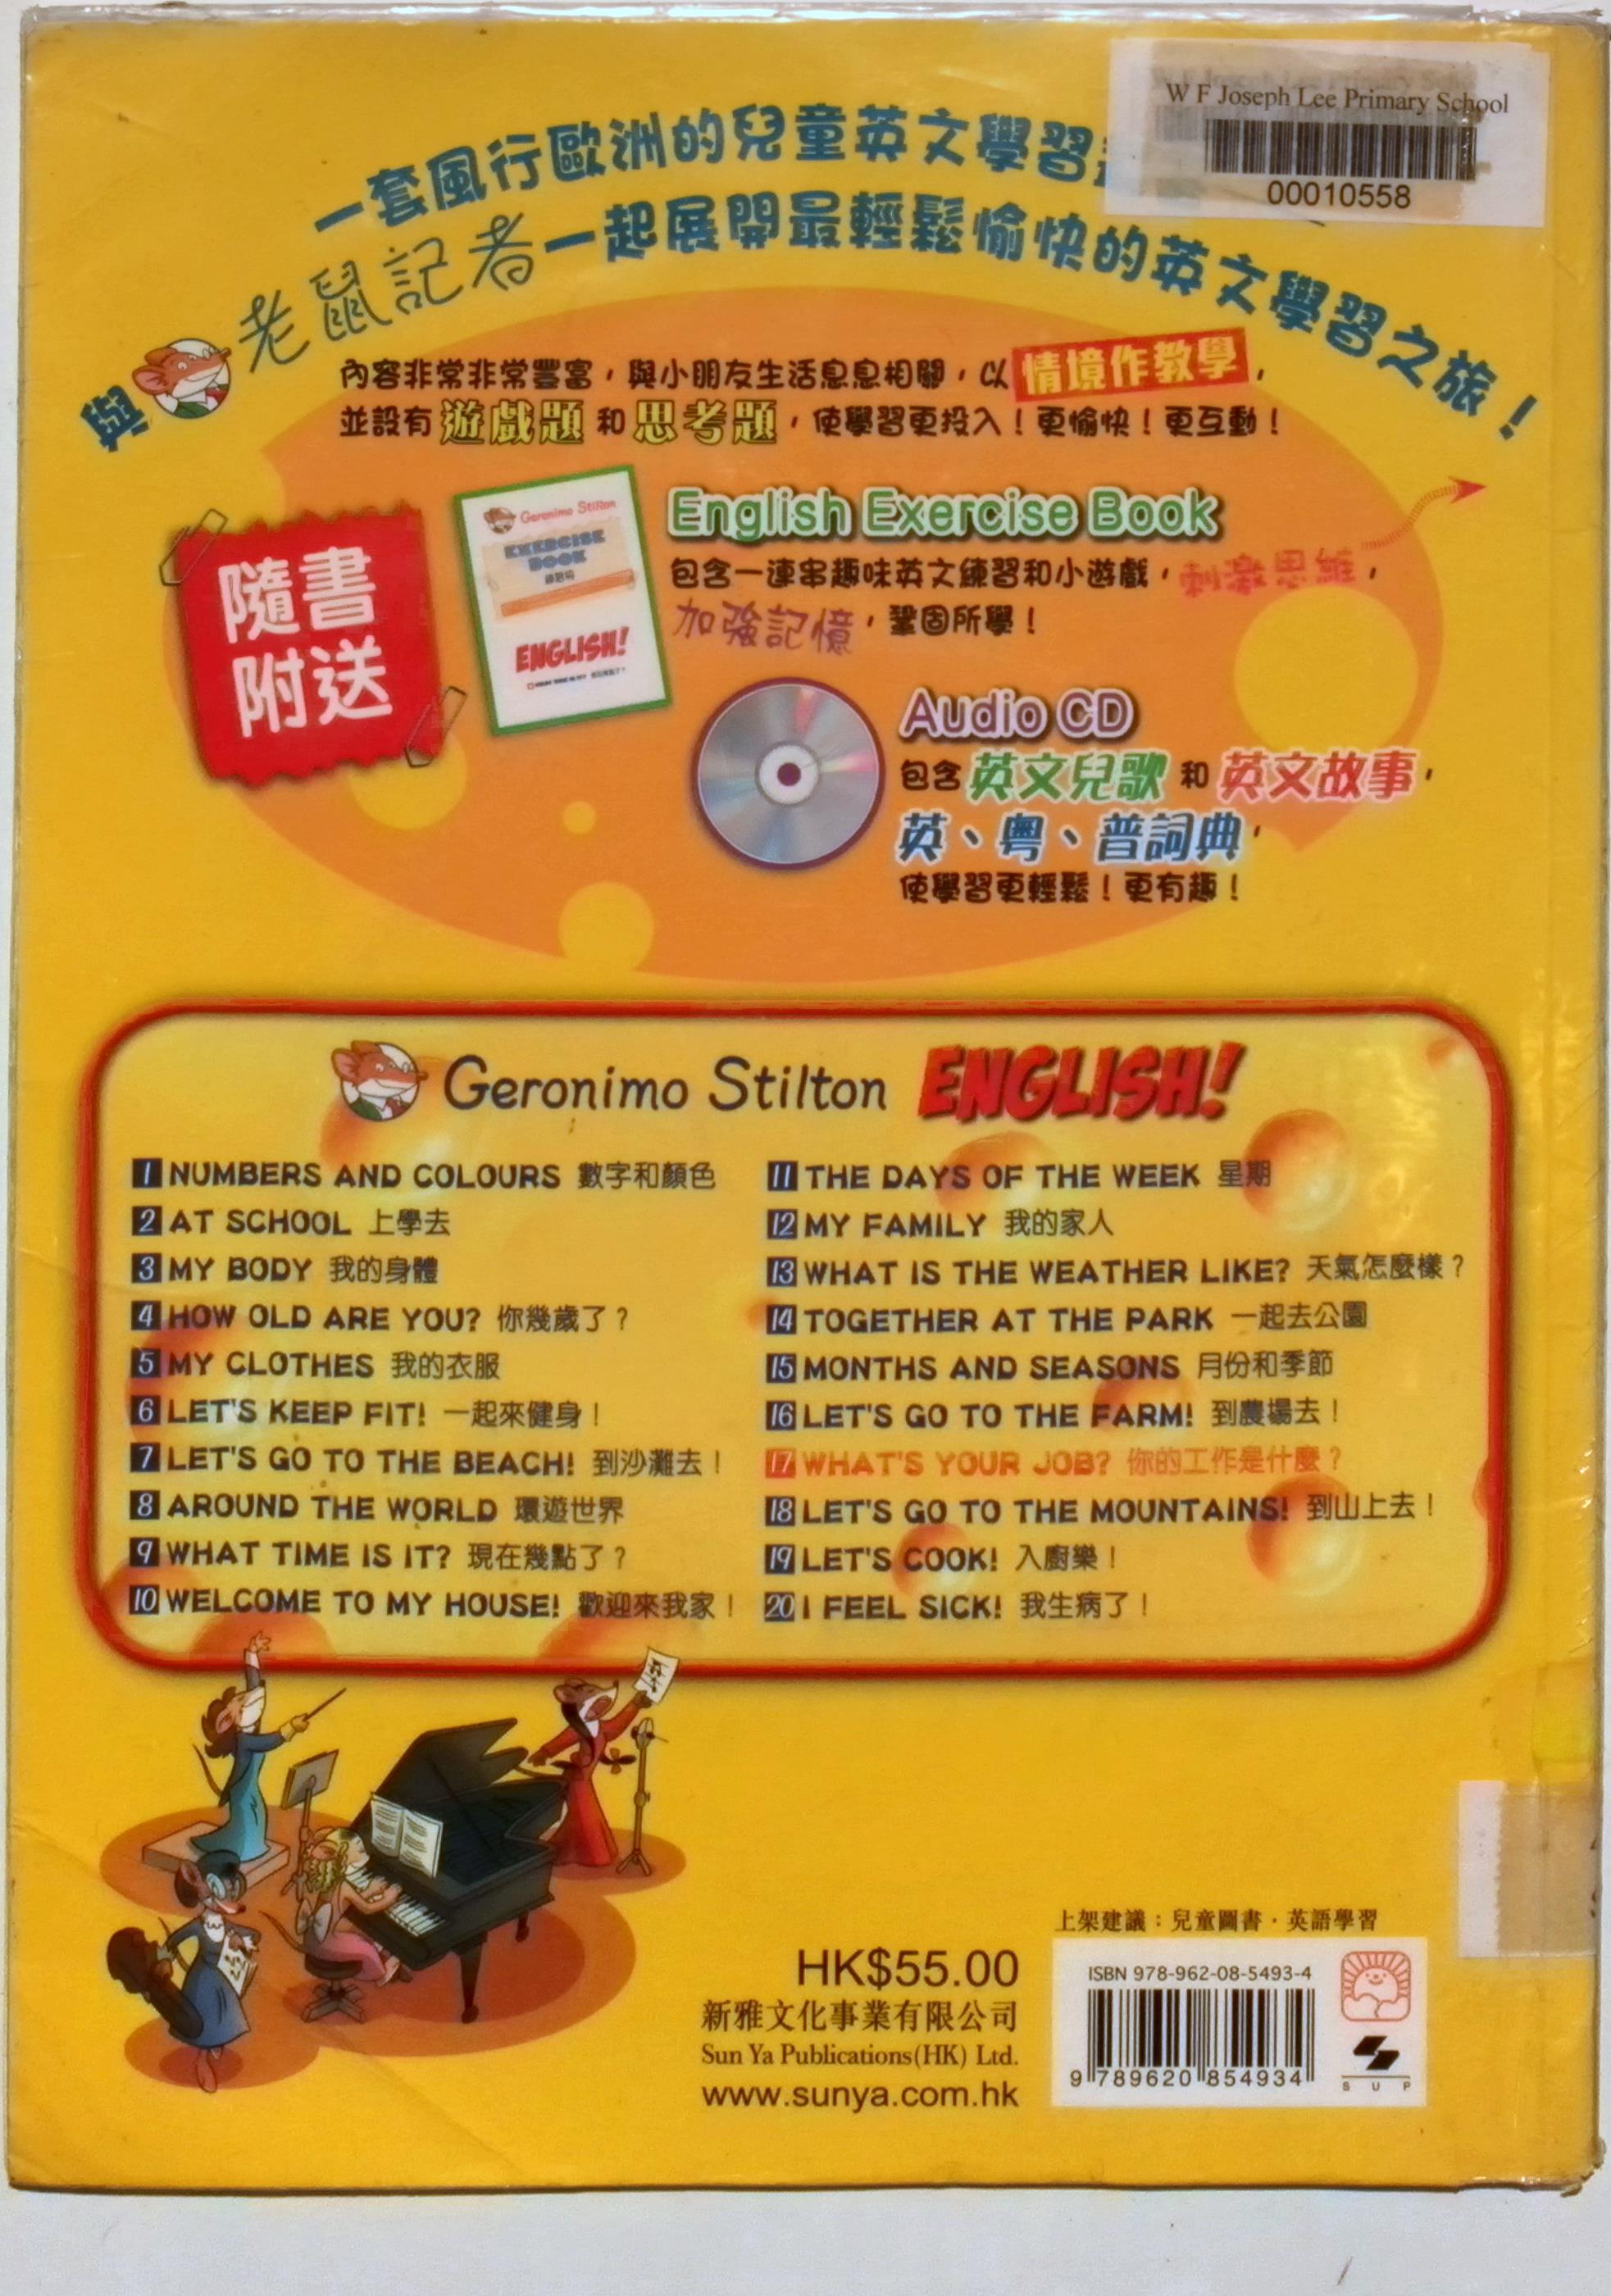 W F Joseph Lee Primary School
00010558
一套風行歐洲的兒童英文學習
與老鼠記者一起展開最輕鬆愉快的英文學習之旅！
內容非常非常豐富，與小朋友生活息息相關，以情境作教學，
並設有遊戲題和思考題，使學習更投入！更愉快！更互動！
隨書
附送
Geronimo Stilton
EXERCISE
BOOK
練習冊
ENGLISH!
English Exercise Book
包含一連串趣味英文練習和小遊戲，刺激思維，
加強記憶，鞏固所學！
Audio CD
包含英文兒歌和英文故事，
英、粵、普詞典，
使學習更輕鬆！更有趣！
Geronimo Stilton ENGLISH!
1 NUMBERS AND COLOURS 數字和顏色
2 AT SCHOOL 上學去
3 MY BODY 我的身體
4 HOW OLD ARE YOU? 你幾歲了？
5 MY CLOTHES 我的衣服
6 LET'S KEEP FIT! 一起來健身！
7 LET'S GO TO THE BEACH! 到沙灘去！
8 AROUND THE WORLD 環遊世界
9 WHAT TIME IS IT? 現在幾點了？
10 WELCOME TO MY HOUSE! 歡迎來我家！
11 THE DAYS OF THE WEEK 星期
12 MY FAMILY 我的家人
13 WHAT IS THE WEATHER LIKE? 天氣怎麼樣？
14 TOGETHER AT THE PARK 一起去公園
15 MONTHS AND SEASONS 月份和季節
16 LET'S GO TO THE FARM! 到農場去！
17 WHAT'S YOUR JOB? 你的工作是什麼？
18 LET'S GO TO THE MOUNTAINS! 到山上去！
19 LET'S COOK! 入廚樂！
20 I FEEL SICK! 我生病了！
HK$55.00
新雅文化事業有限公司
Sun Ya Publications(HK) Ltd.
www.sunya.com.hk
上架建議：兒童圖書·英語學習
ISBN 978-962-08-5493-4
9 789620 854934
SUP